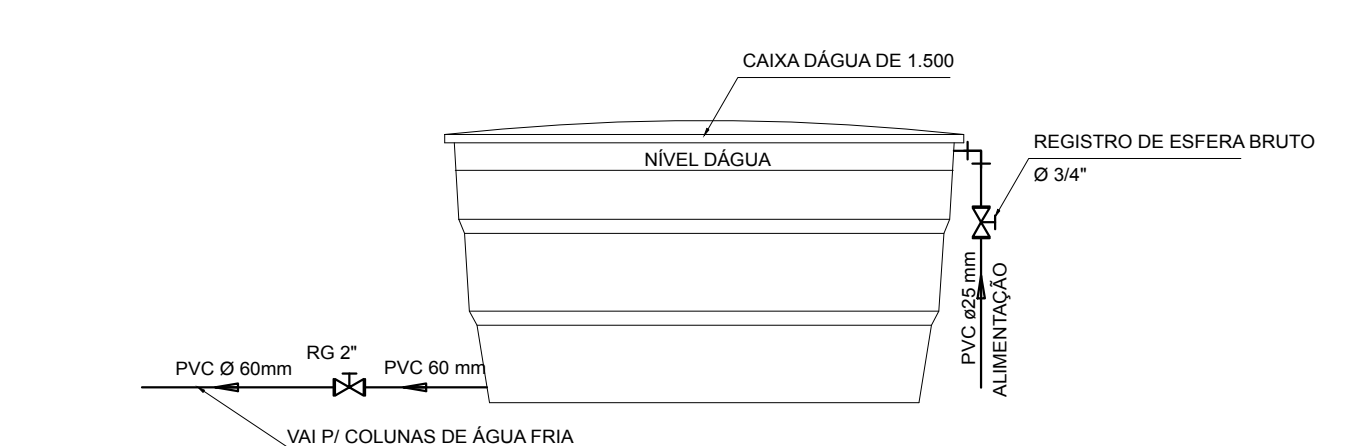 CAIXA DÁGUA DE 1.500
REGISTRO DE ESFERA BRUTO
Ø 3/4"
NÍVEL DÁGUA
PVC ø25 mm
ALIMENTAÇÃO
RG 2"
PVC Ø 60mm
PVC 60 mm
VAI P/ COLUNAS DE ÁGUA FRIA